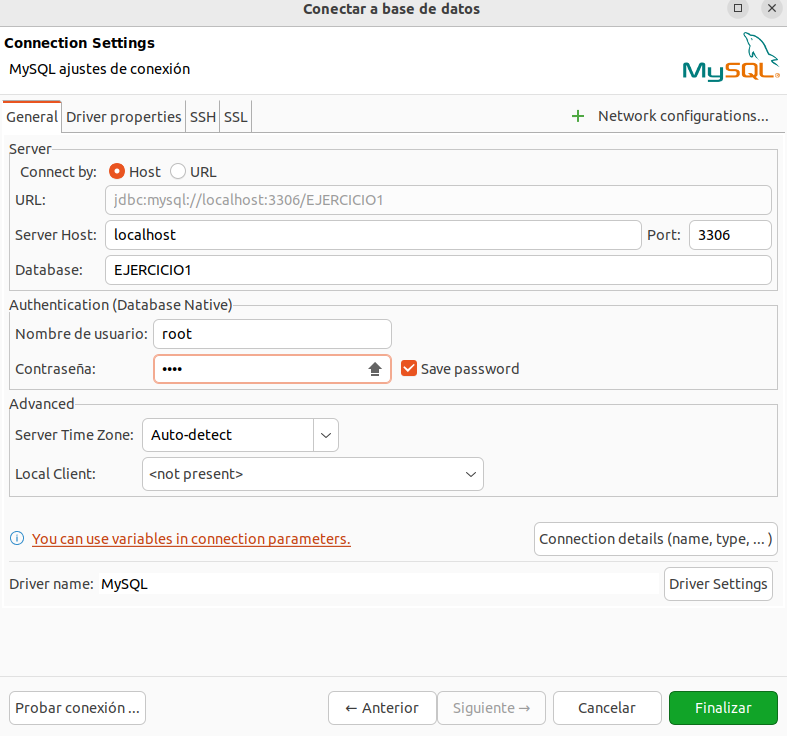 Conectar a base de datos
Connection Settings
MySQL ajustes de conexión
MySQL®
General Driver properties SSH SSL Network configurations...
Server
Connect by: Host URL
URL: jdbc:mysql://localhost:3306/EJERCICIO1
Server Host: localhost Port: 3306
Database: EJERCICIO1
Authentication (Database Native)
Nombre de usuario: root
Contraseña: ••••  Save password
Advanced
Server Time Zone: Auto-detect
Local Client: <not present>
You can use variables in connection parameters. Connection details (name, type, ... )
Driver name: MySQL Driver Settings
Probar conexión ... ← Anterior Siguiente → Cancelar Finalizar